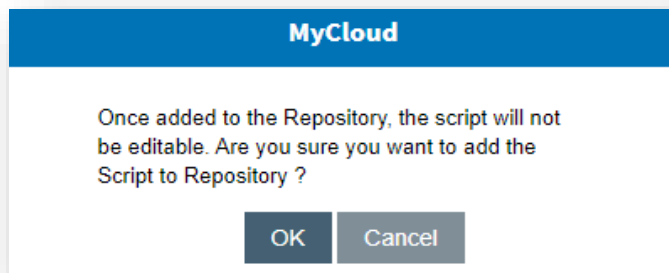 MyCloud
Once added to the Repository, the script will not
be editable. Are you sure you want to add the
Script to Repository ?
OK Cancel